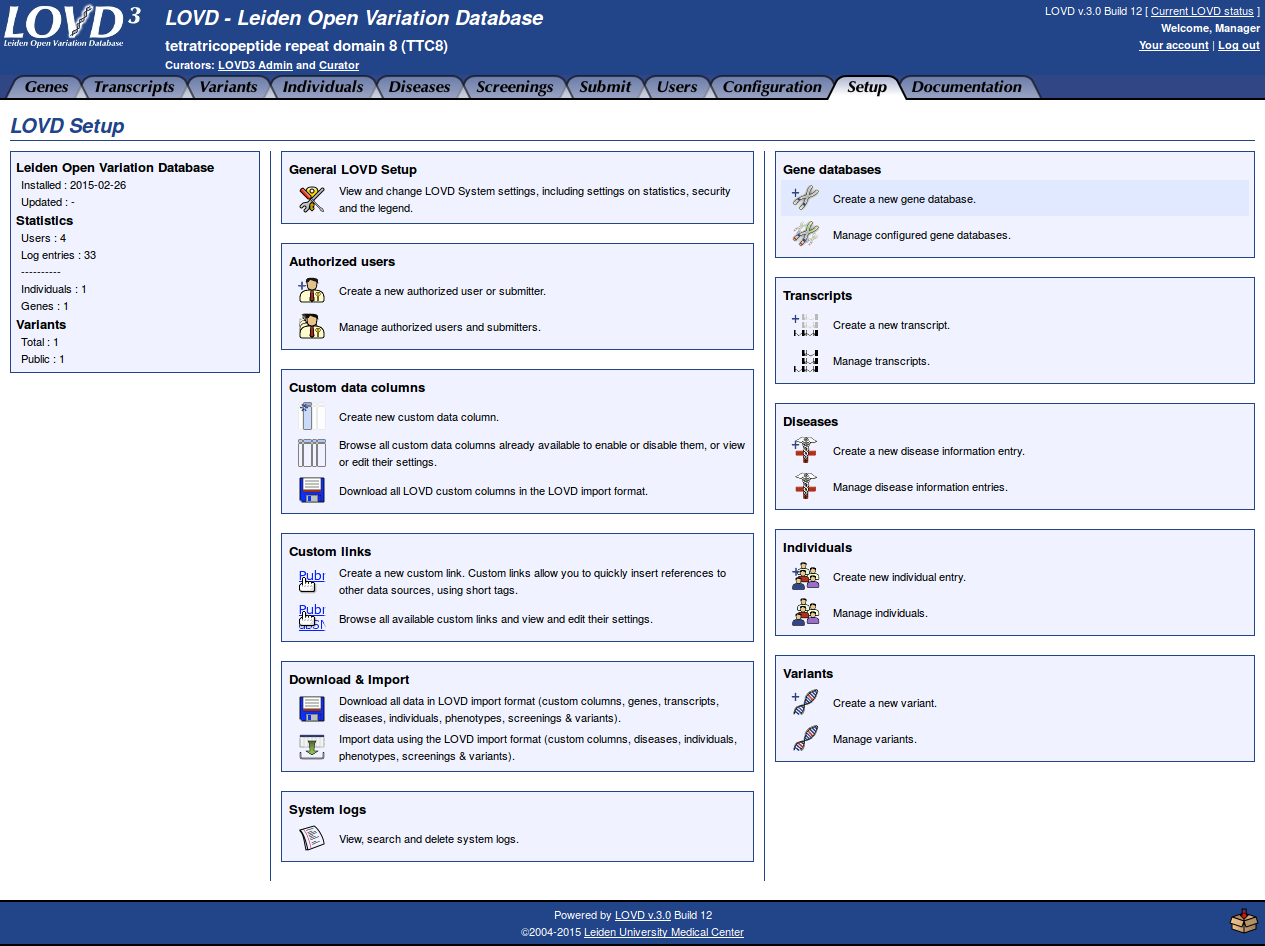 LOVD 3
Leiden Open Variation Database
LOVD - Leiden Open Variation Database
tetratricopeptide repeat domain 8 (TTC8)
Curators: LOVD3 Admin and Curator
LOVD v.3.0 Build 12 [ Current LOVD status ]
Welcome, Manager
Your account | Log out
Genes Transcripts Variants Individuals Diseases Screenings Submit Users Configuration Setup Documentation
LOVD Setup
Leiden Open Variation Database
Installed : 2015-02-26
Updated : -
Statistics
Users : 4
Log entries : 33
----------
Individuals : 1
Genes : 1
Variants
Total : 1
Public : 1
General LOVD Setup
View and change LOVD System settings, including settings on statistics, security
and the legend.
Authorized users
Create a new authorized user or submitter.
Manage authorized users and submitters.
Custom data columns
Create new custom data column.
Browse all custom data columns already available to enable or disable them, or view
or edit their settings.
Download all LOVD custom columns in the LOVD import format.
Custom links
Create a new custom link. Custom links allow you to quickly insert references to
other data sources, using short tags.
Browse all available custom links and view and edit their settings.
Download & Import
Download all data in LOVD import format (custom columns, genes, transcripts,
diseases, individuals, phenotypes, screenings & variants).
Import data using the LOVD import format (custom columns, diseases, individuals,
phenotypes, screenings & variants).
System logs
View, search and delete system logs.
Gene databases
Create a new gene database.
Manage configured gene databases.
Transcripts
Create a new transcript.
Manage transcripts.
Diseases
Create a new disease information entry.
Manage disease information entries.
Individuals
Create new individual entry.
Manage individuals.
Variants
Create a new variant.
Manage variants.
Powered by LOVD v.3.0 Build 12
©2004-2015 Leiden University Medical Center